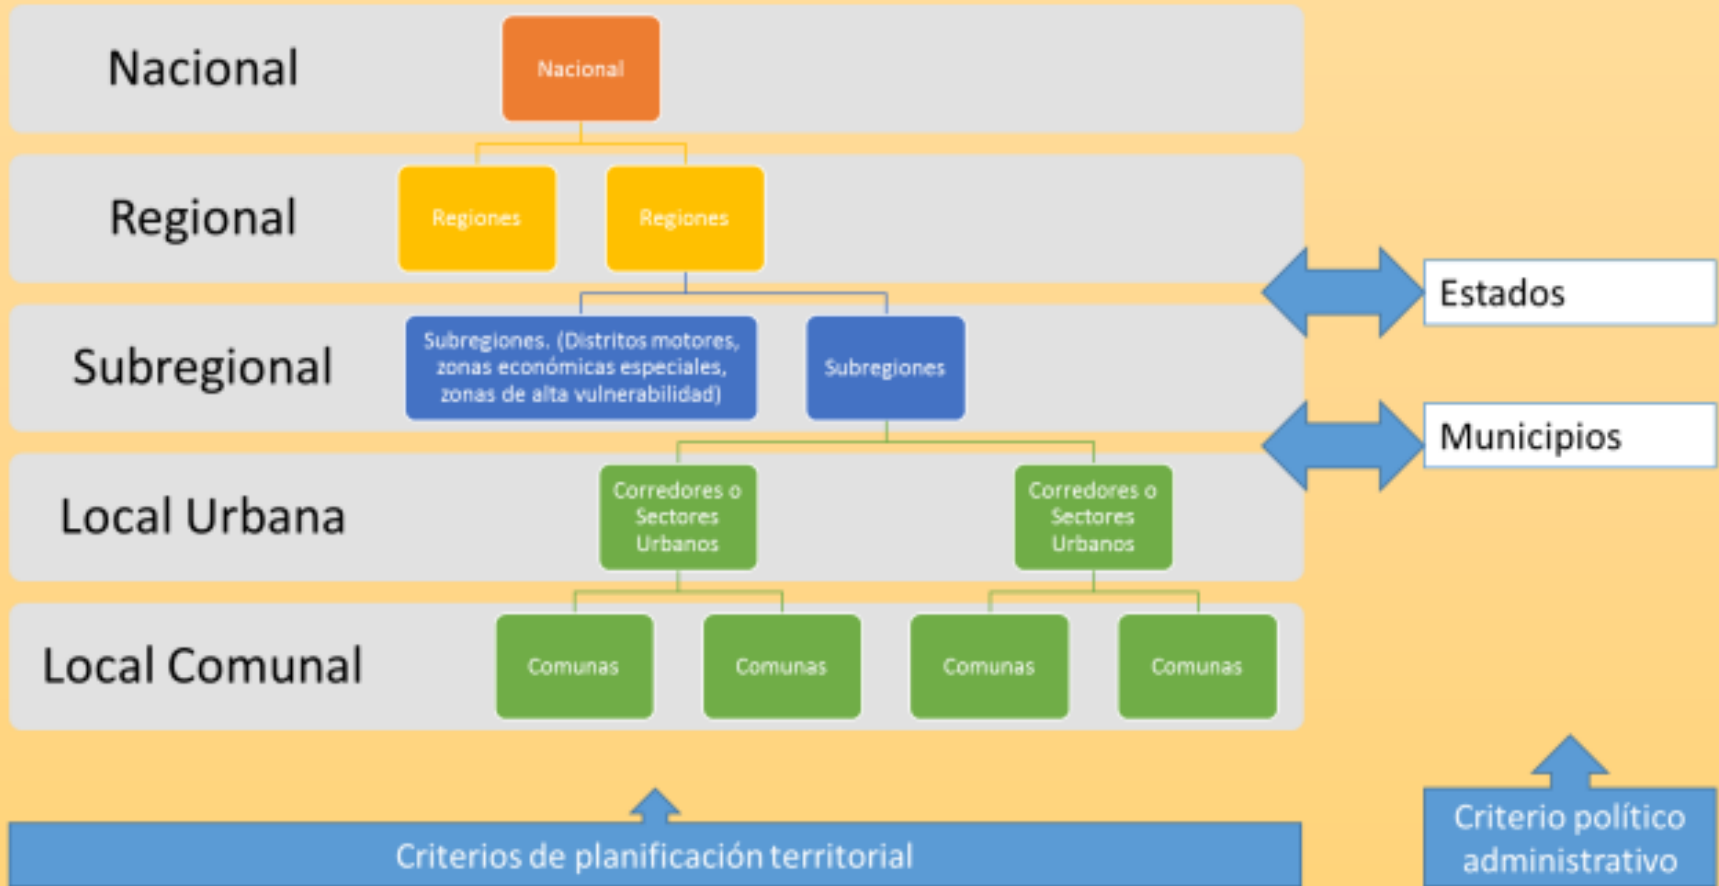 Nacional
Nacional
Regional
Regiones
Regiones
Estados
Subregional
Subregiones. (Distritos motores,
zonas económicas especiales,
zonas de alta vulnerabilidad)
Subregiones
Municipios
Local Urbana
Corredores o
Sectores
Urbanos
Corredores o
Sectores
Urbanos
Local Comunal
Comunas
Comunas
Comunas
Comunas
Criterios de planificación territorial
Criterio político
administrativo